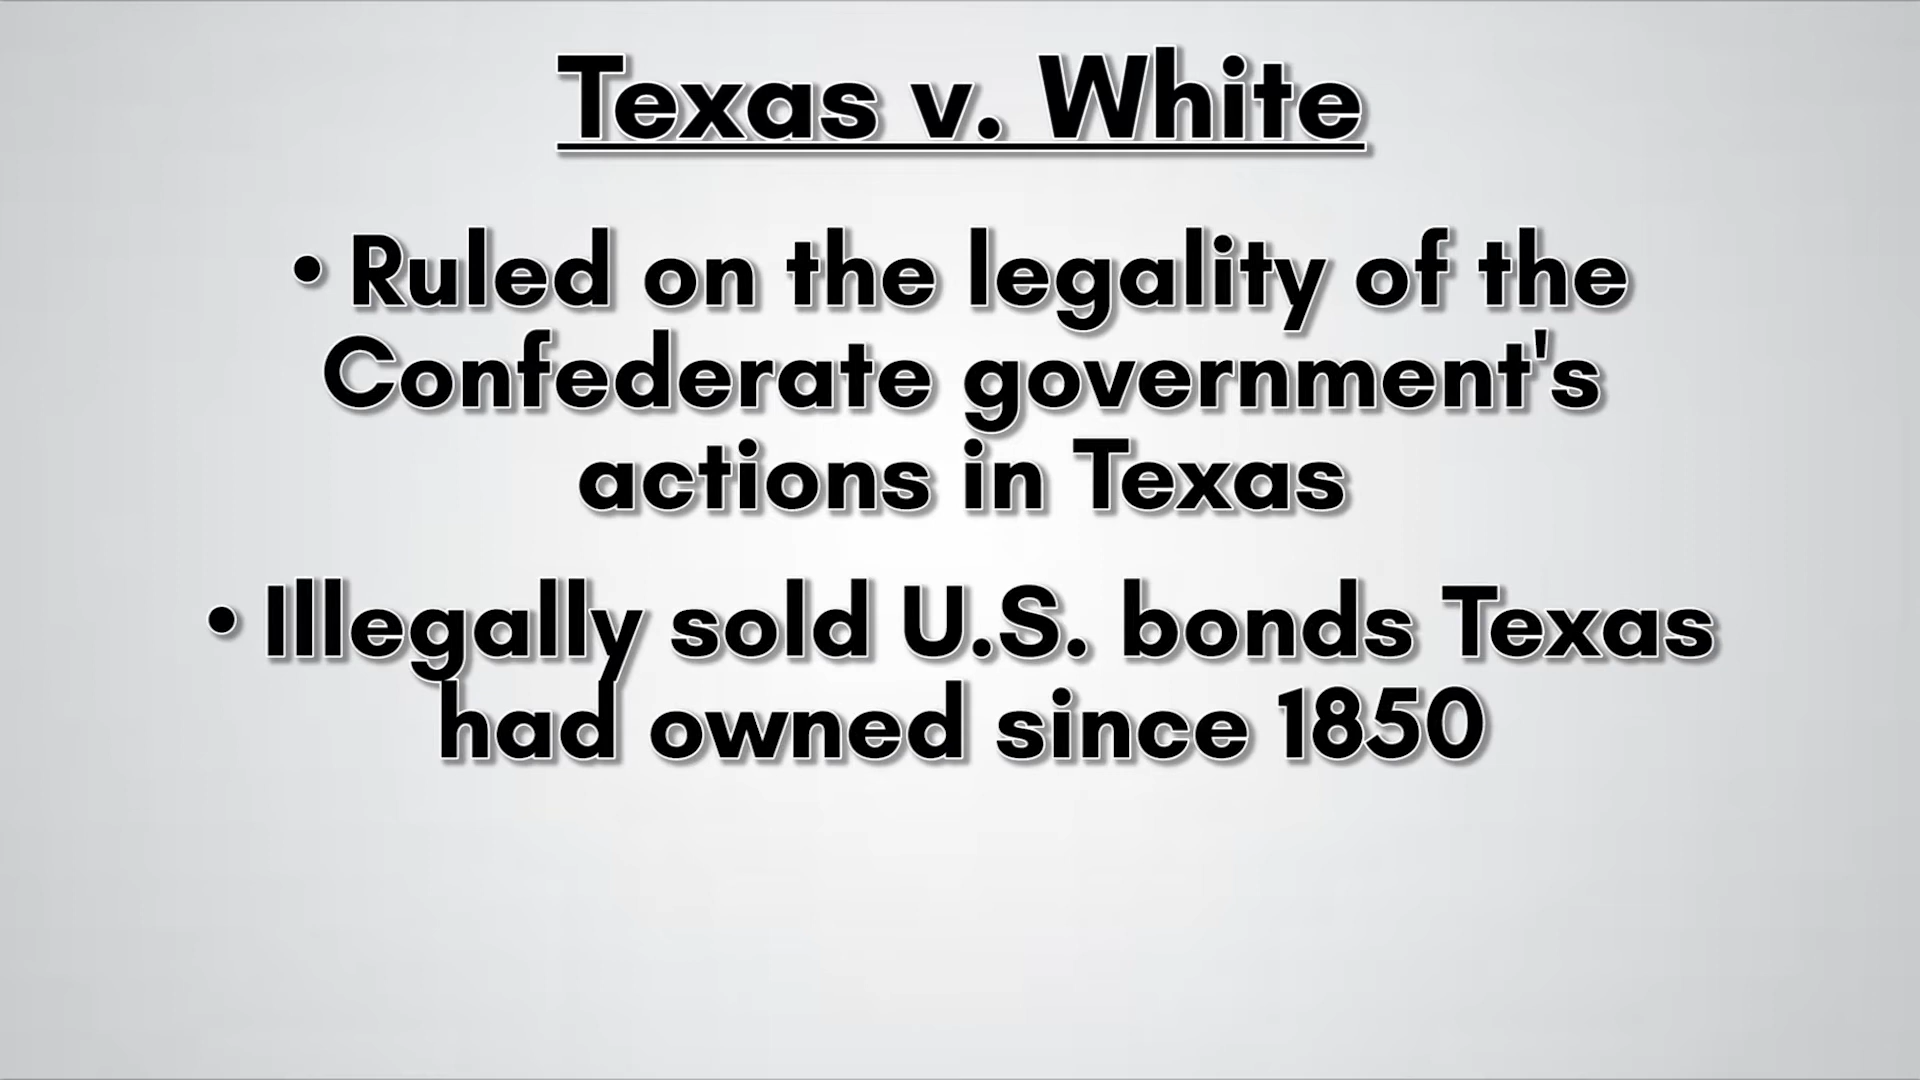 Texas v. White
• Ruled on the legality of the
Confederate government's
actions in Texas
• Illegally sold U.S. bonds Texas
had owned since 1850